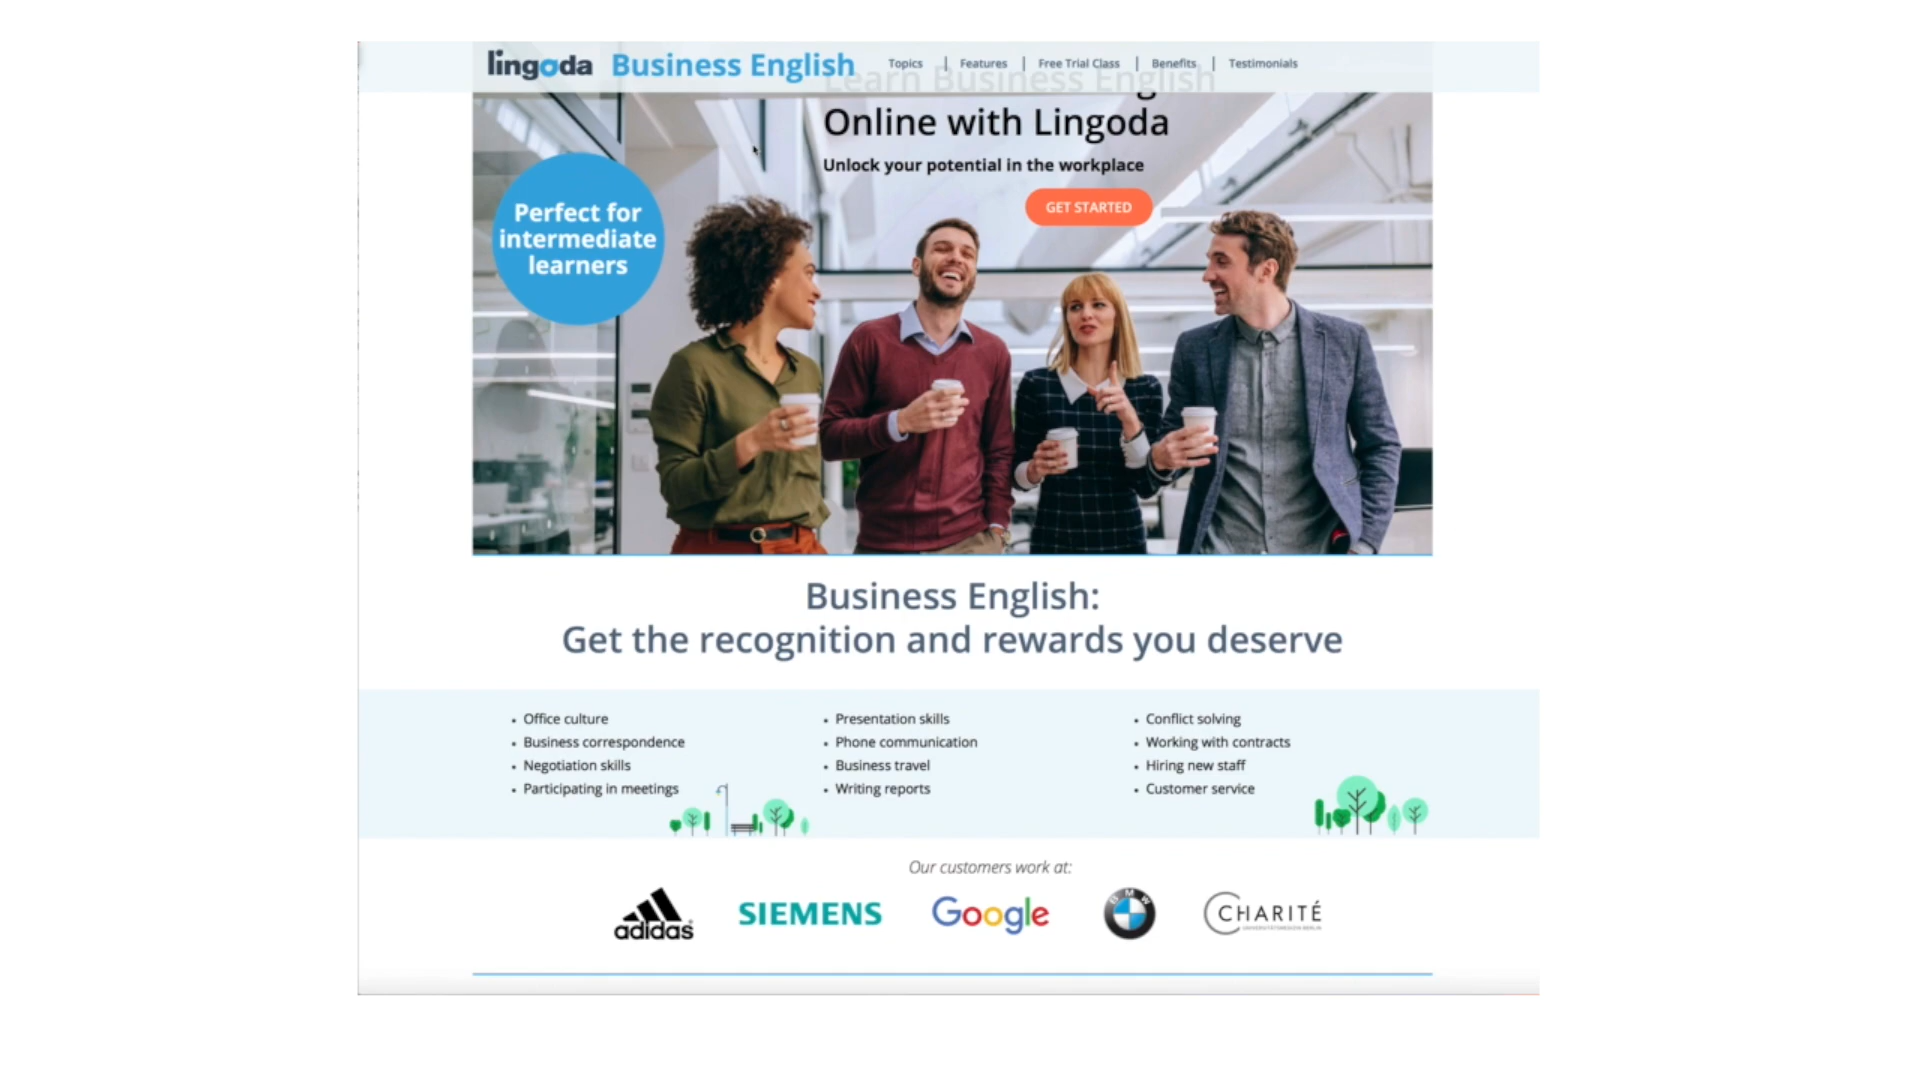 lingoda Business English
Topics | Features | Free Trial Class | Benefits | Testimonials
Learn Business English
Online with Lingoda
Unlock your potential in the workplace
GET STARTED
Perfect for
intermediate
learners
Business English:
Get the recognition and rewards you deserve
• Office culture
• Business correspondence
• Negotiation skills
• Participating in meetings
• Presentation skills
• Phone communication
• Business travel
• Writing reports
• Conflict solving
• Working with contracts
• Hiring new staff
• Customer service
Our customers work at:
adidas
SIEMENS
Google
BMW
CHARITÉ
UNIVERSITÄTSMEDIZIN BERLIN